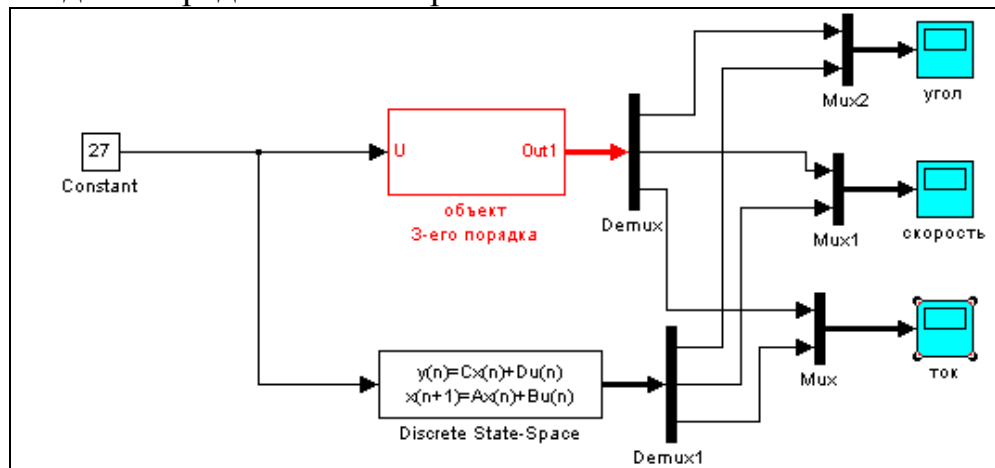 27
Constant
U
Out1
объект
3-его порядка
Demux
Mux2
угол
Mux1
скорость
Mux
ток
y(n)=Cx(n)+Du(n)
x(n+1)=Ax(n)+Bu(n)
Discrete State-Space
Demux1